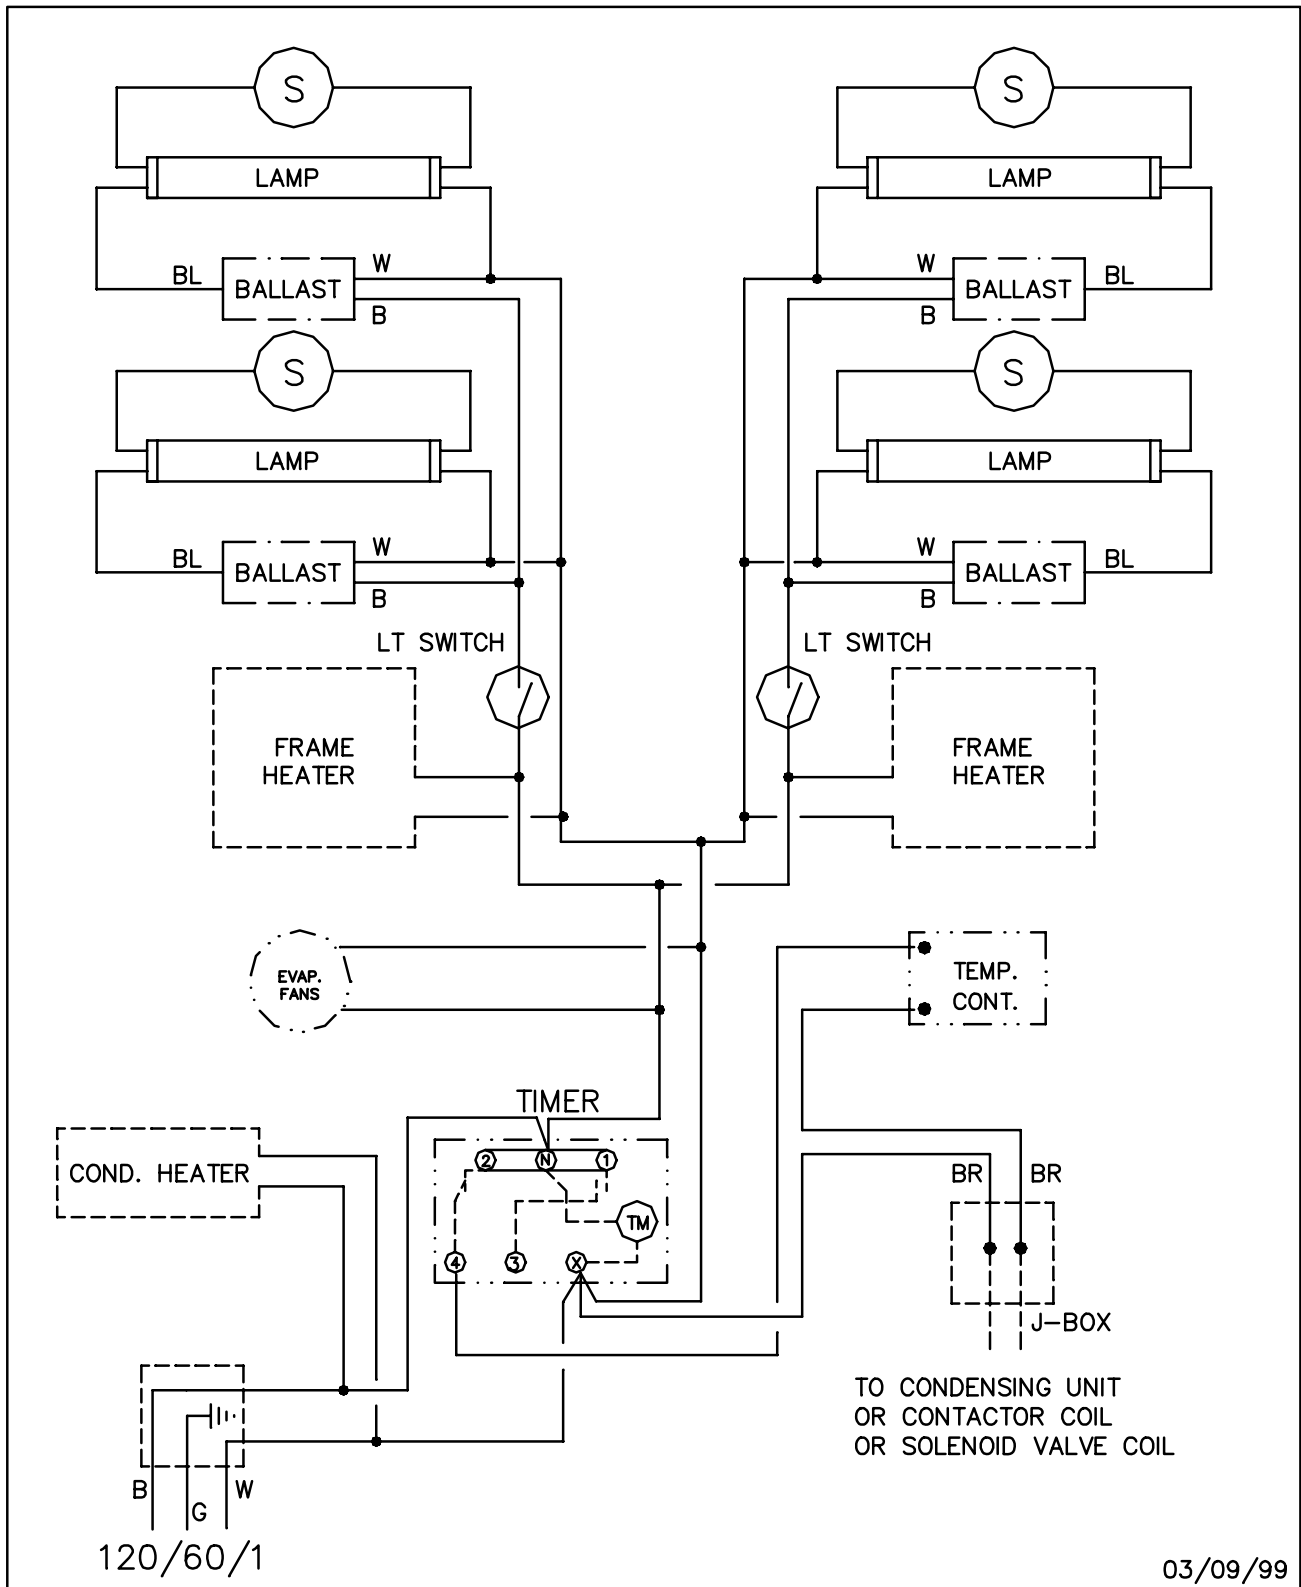 S
S
LAMP
LAMP
W
W
BL
BALLAST
BALLAST
BL
B
B
S
S
LAMP
LAMP
W
W
BL
BALLAST
BALLAST
BL
B
B
LT SWITCH
LT SWITCH
FRAME
HEATER
FRAME
HEATER
EVAP.
FANS
TEMP.
CONT.
TIMER
COND. HEATER
2
N
1
TM
4
3
X
BR
BR
J-BOX
TO CONDENSING UNIT
OR CONTACTOR COIL
OR SOLENOID VALVE COIL
B
G
W
120/60/1
03/09/99